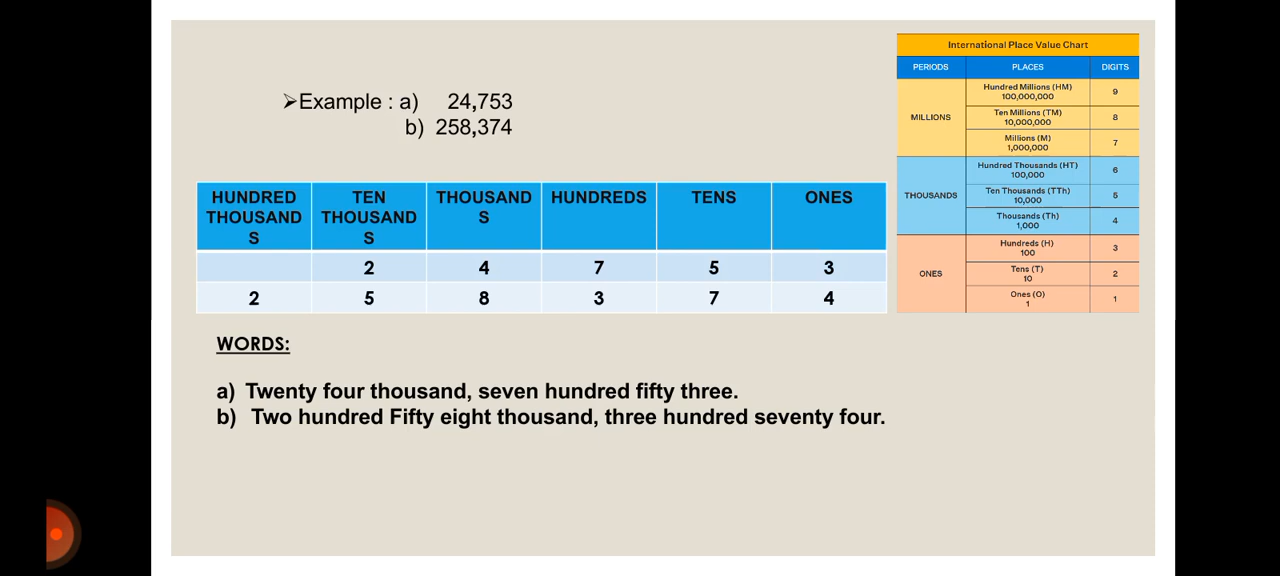 ➢Example : a) 24,753
b) 258,374
HUNDRED THOUSANDS TEN THOUSANDS THOUSANDS HUNDREDS TENS ONES
2 4 7 5 3
2 5 8 3 7 4
WORDS:
a) Twenty four thousand, seven hundred fifty three.
b) Two hundred Fifty eight thousand, three hundred seventy four.
International Place Value Chart
PERIODS PLACES DIGITS
MILLIONS
Hundred Millions (HM)
100,000,000
9
Ten Millions (TM)
10,000,000
8
Millions (M)
1,000,000
7
THOUSANDS
Hundred Thousands (HT)
100,000
6
Ten Thousands (TTh)
10,000
5
Thousands (Th)
1,000
4
ONES
Hundreds (H)
100
3
Tens (T)
10
2
Ones (O)
1
1